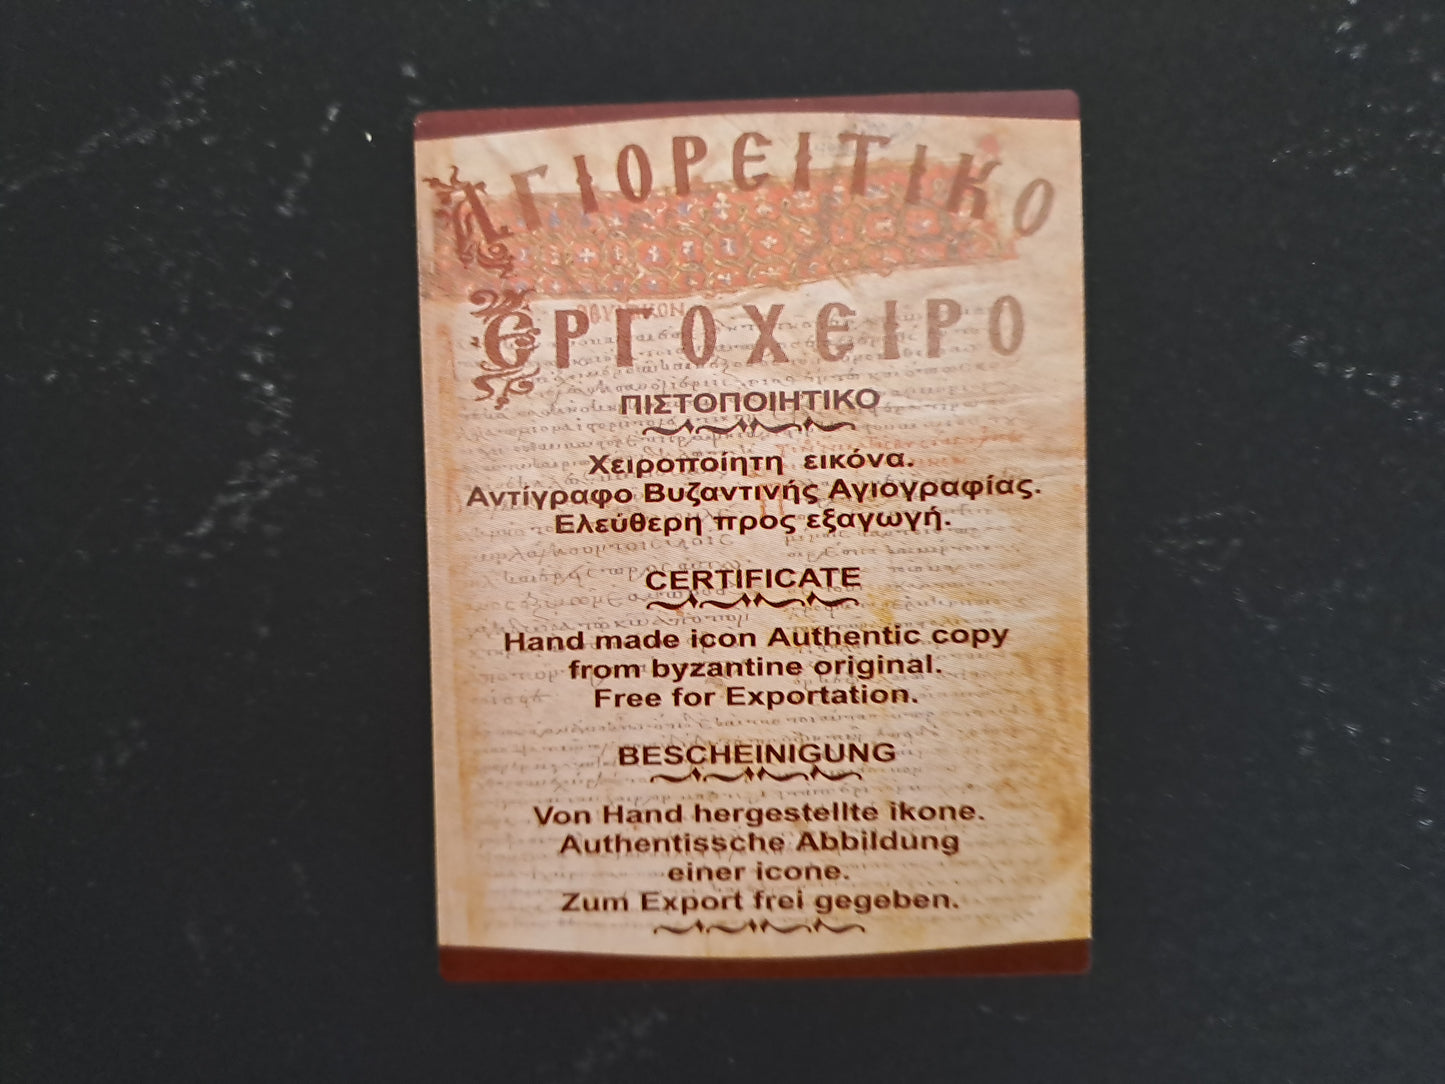 ΑΓΙΟΡΕΙΤΙΚΟ
ΕΡΓΟΧΕΙΡΟ
ΠΙΣΤΟΠΟΙΗΤΙΚΟ
Χειροποίητη εικόνα.
Αντίγραφο Βυζαντινής Αγιογραφίας.
Ελεύθερη προς εξαγωγή.
CERTIFICATE
Hand made icon Authentic copy
from byzantine original.
Free for Exportation.
BESCHEINIGUNG
Von Hand hergestellte ikone.
Authentissche Abbildung
einer icone.
Zum Export frei gegeben.